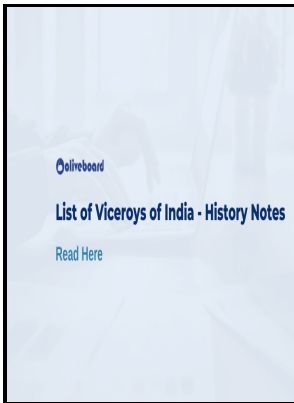 oliveboard
List of Viceroys of India - History Notes
Read Here